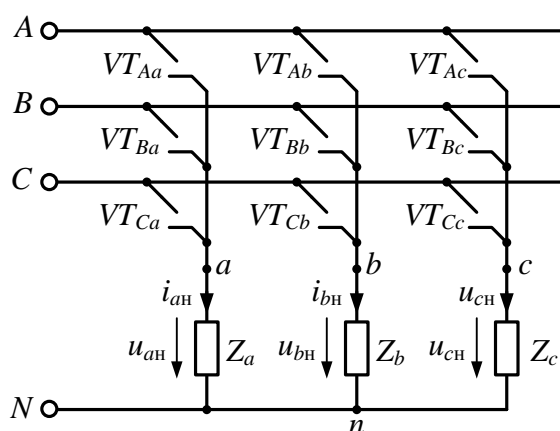 A
VT_Aa VT_Ab VT_Ac
B
VT_Ba VT_Bb VT_Bc
C
VT_Ca VT_Cb VT_Cc
a b c
i_aн i_bн u_cн
u_aн Z_a u_bн Z_b u_cн Z_c
N
n